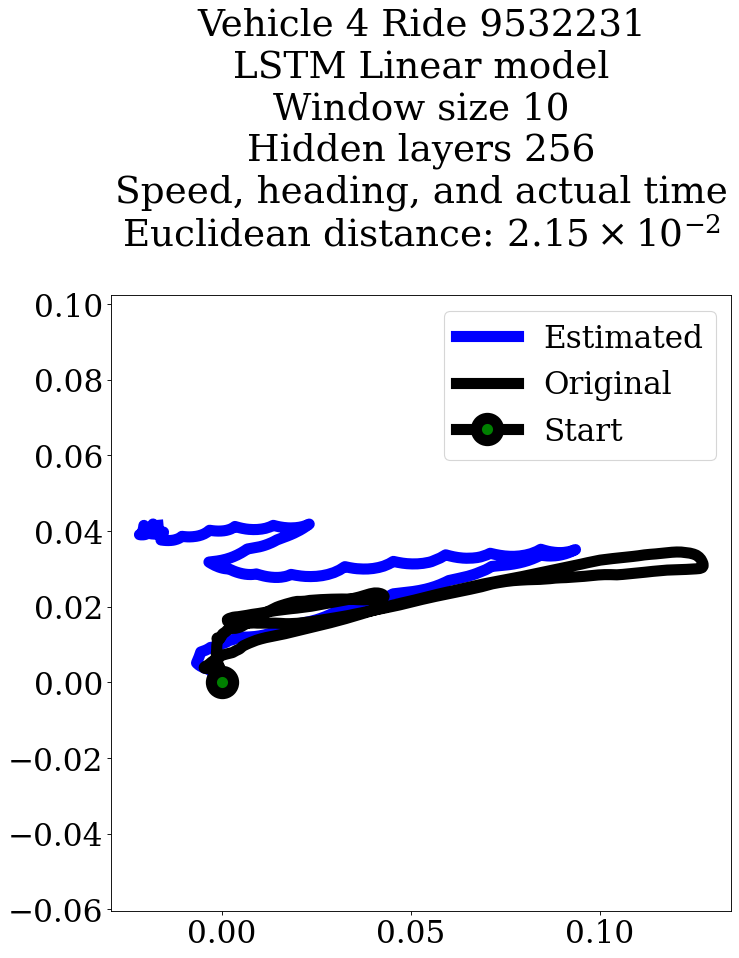 Vehicle 4 Ride 9532231
LSTM Linear model
Window size 10
Hidden layers 256
Speed, heading, and actual time
Euclidean distance: 2.15 × 10⁻²
0.10
0.08
0.06
0.04
0.02
0.00
−0.02
−0.04
−0.06
Estimated
Original
Start
0.00 0.05 0.10